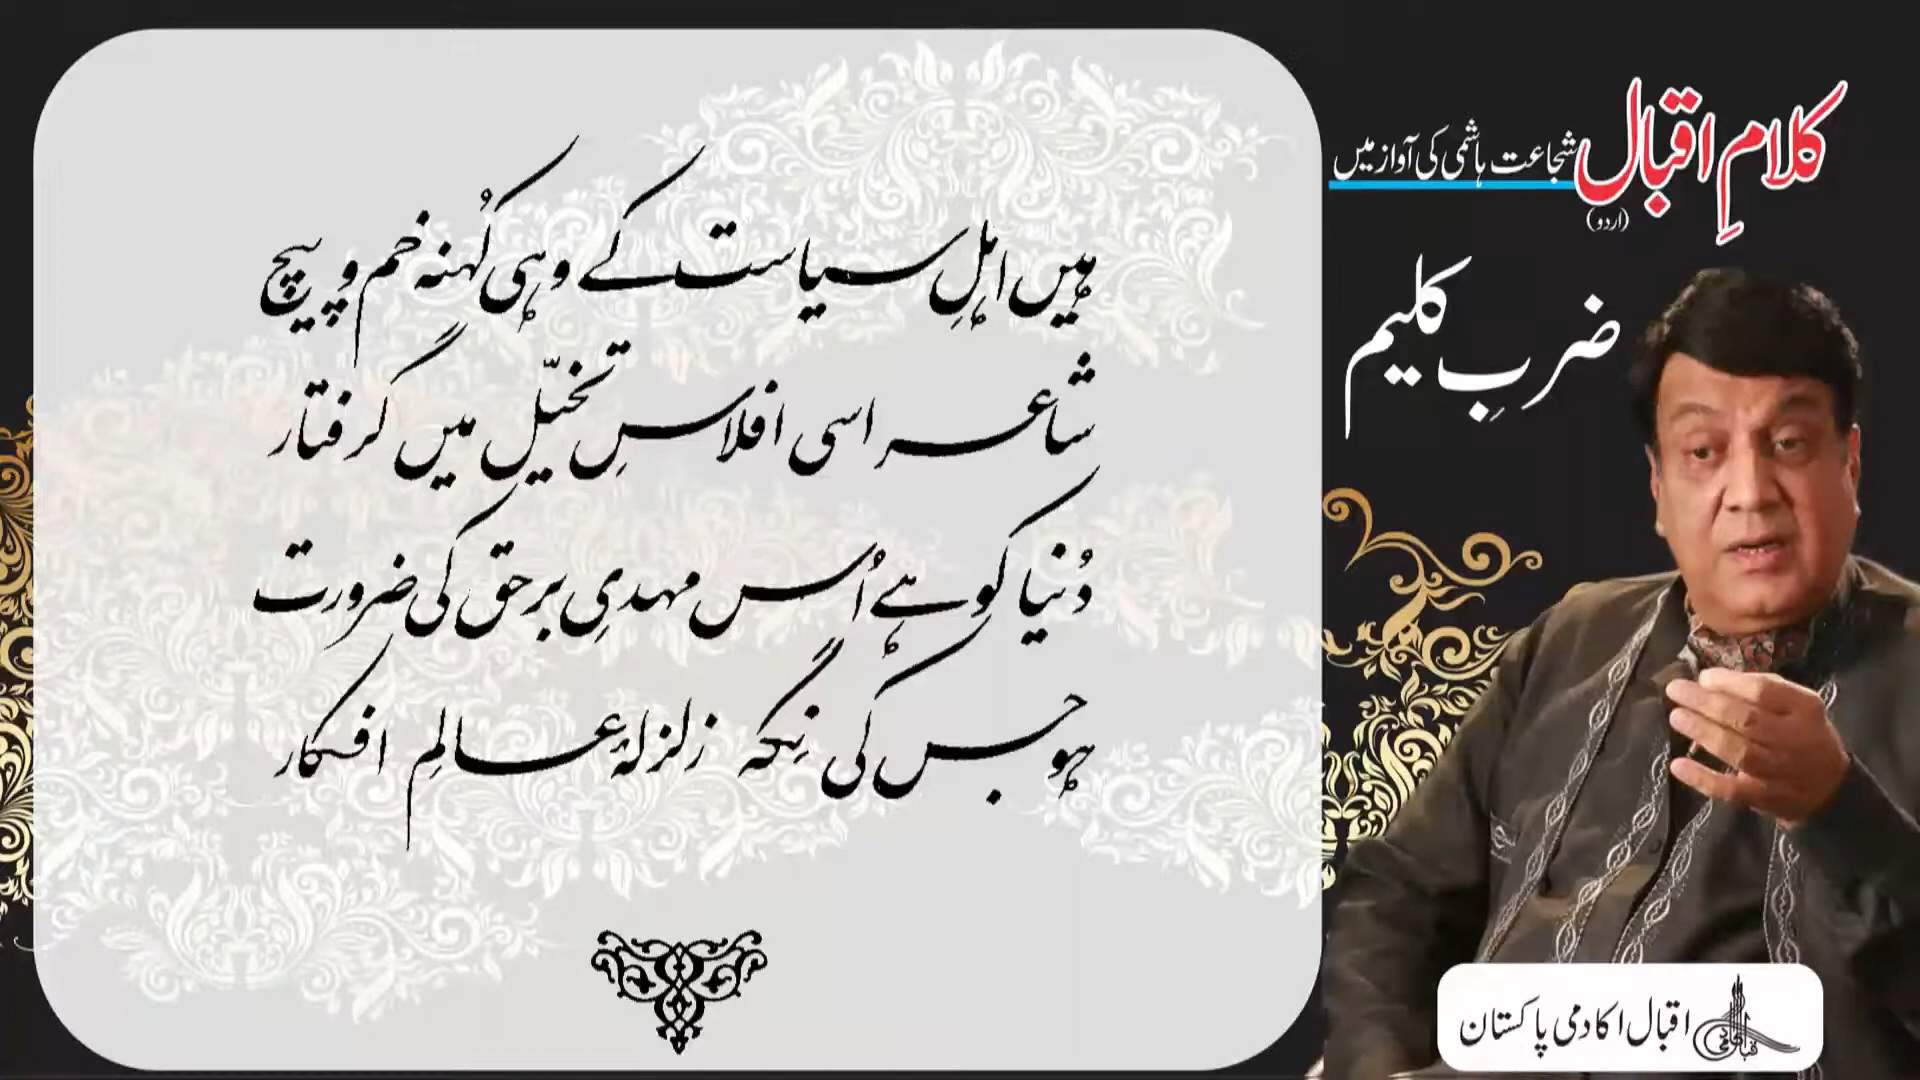 ہیں اہلِ سیاست کے وہی کُہنہ خم و پیچ
شاعر اسی افلاسِ تخیّل میں گرفتار
دُنیا کو ہے اُس مہدیِ برحق کی ضرورت
ہو جس کی نِگہ زلزلۂ عالمِ افکار
کلامِ اقبال
شجاعت ہاشمی کی آواز میں
(اردو)
ضربِ کلیم
اقبال اکادمی پاکستان